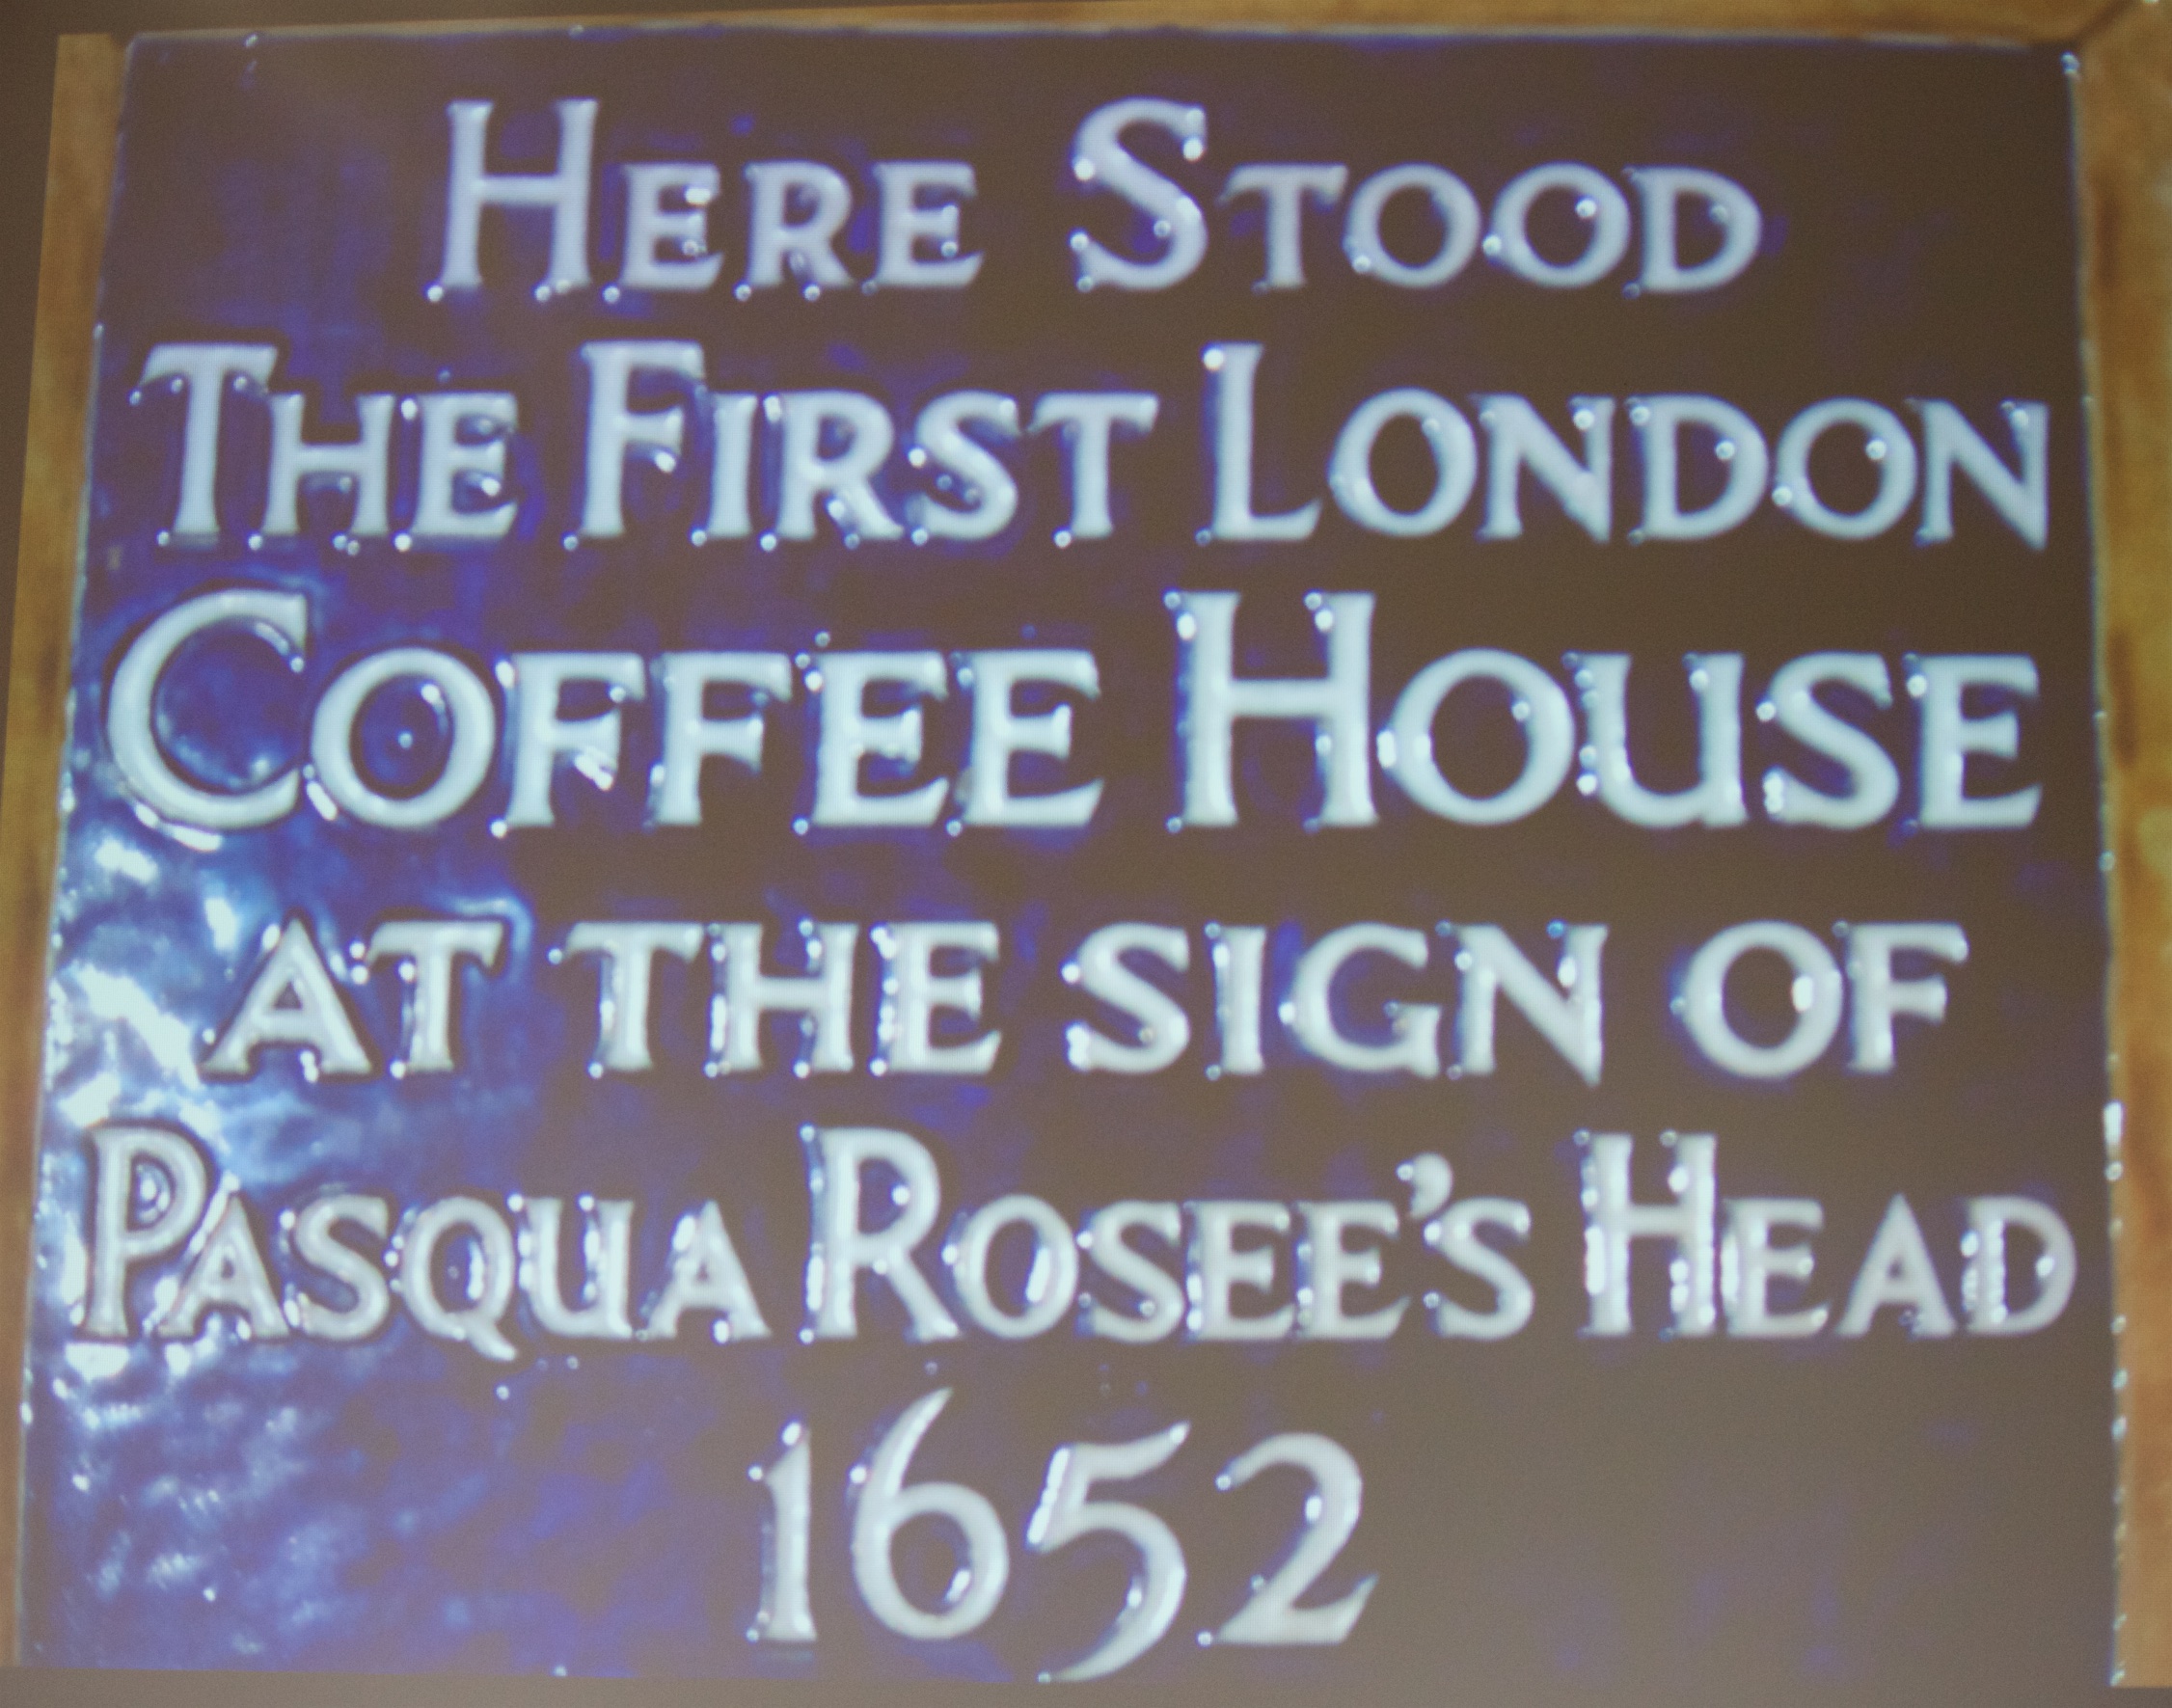 Here Stood
The First London
Coffee House
at the sign of
Pasqua Rosee's Head
1652